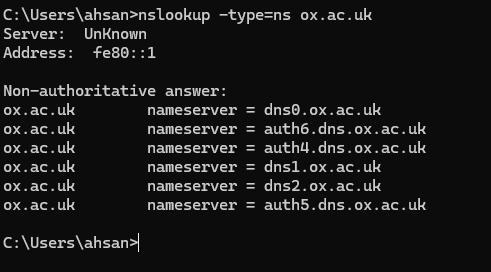 C:\Users\ahsan>nslookup -type=ns ox.ac.uk
Server:  UnKnown
Address:  fe80::1

Non-authoritative answer:
ox.ac.uk        nameserver = dns0.ox.ac.uk
ox.ac.uk        nameserver = auth6.dns.ox.ac.uk
ox.ac.uk        nameserver = auth4.dns.ox.ac.uk
ox.ac.uk        nameserver = dns1.ox.ac.uk
ox.ac.uk        nameserver = dns2.ox.ac.uk
ox.ac.uk        nameserver = auth5.dns.ox.ac.uk

C:\Users\ahsan>